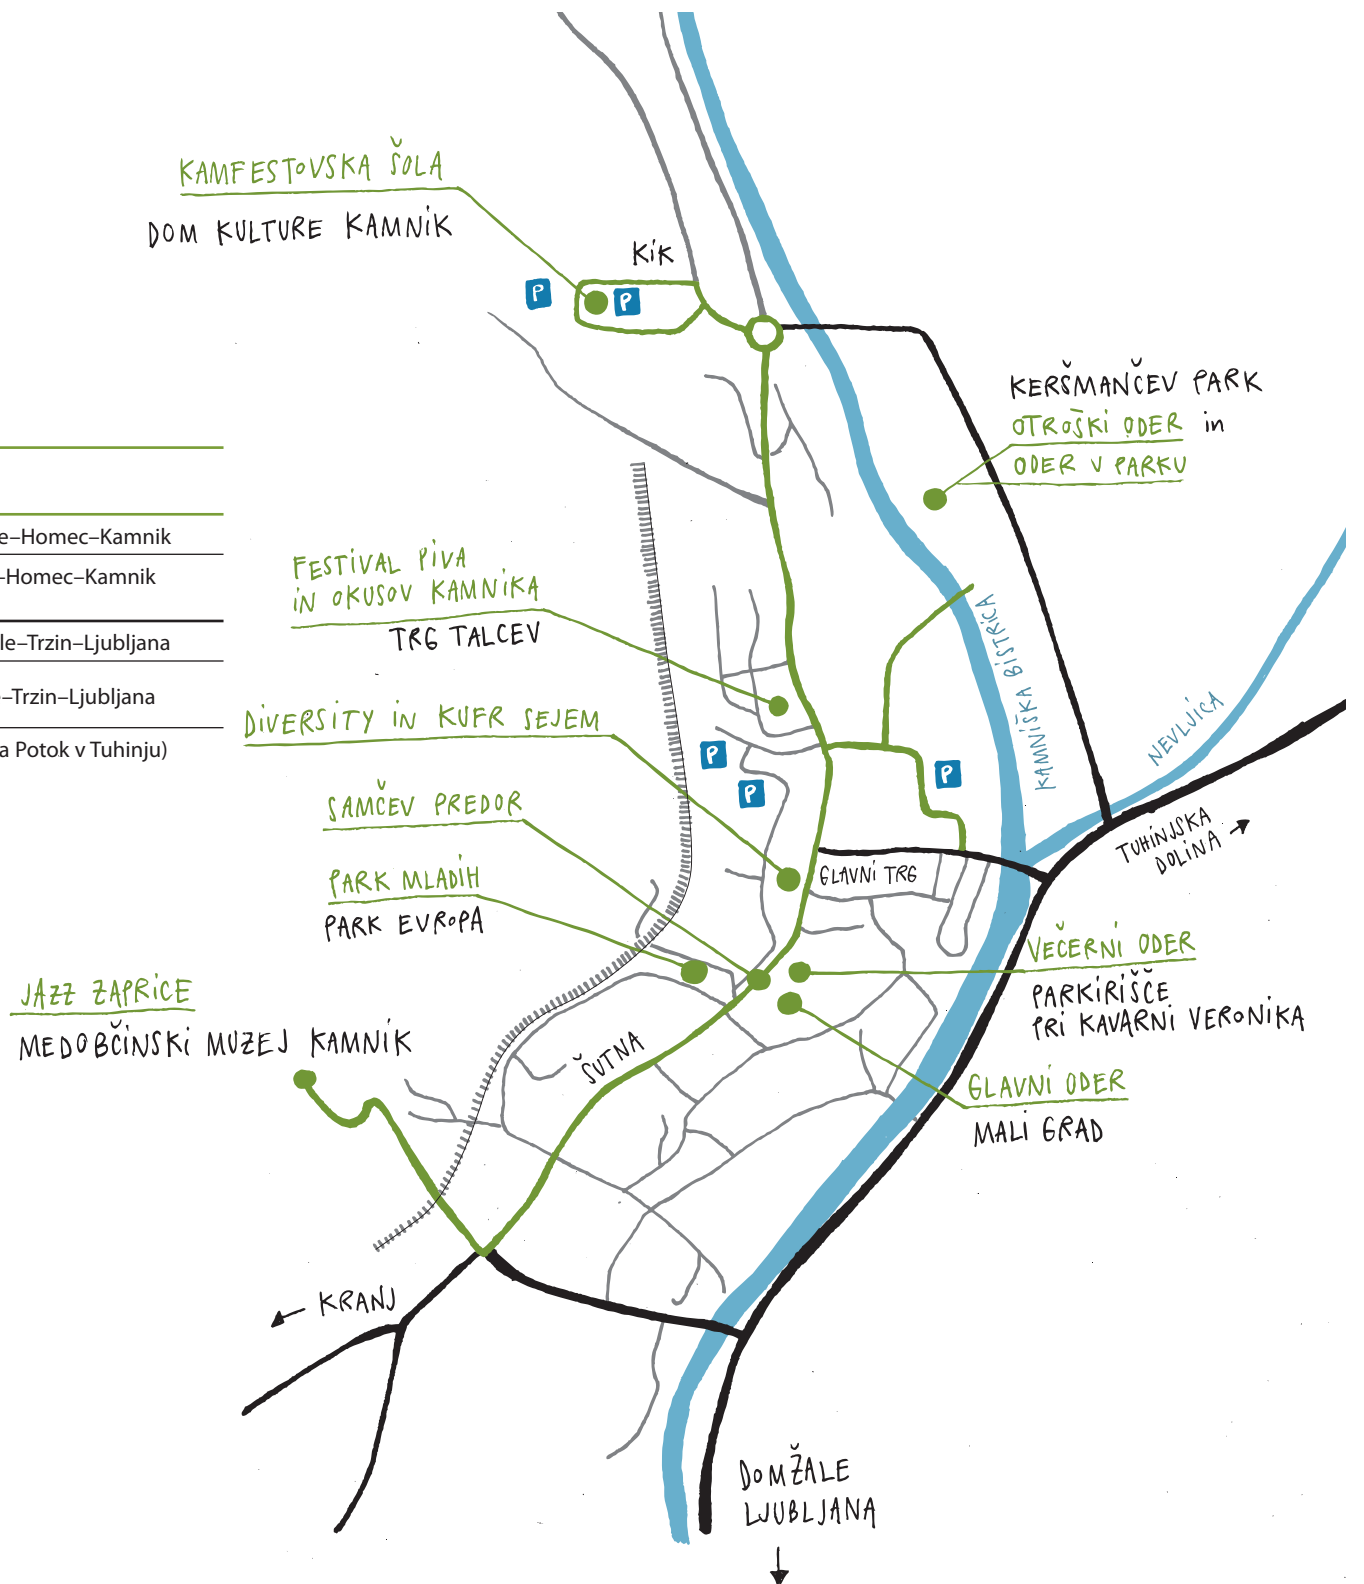 KAMFESTOVSKA ŠOLA
DOM KULTURE KAMNIK
KIK
P
P
KERŠMANČEV PARK
OTROŠKI ODER in
ODER V PARKU
e–Homec–Kamnik
–Homec–Kamnik
le–Trzin–Ljubljana
–Trzin–Ljubljana
a Potok v Tuhinju)
FESTIVAL PIVA
IN OKUSOV KAMNIKA
TRG TALCEV
DIVERSITY IN KUFR SEJEM
P
P
P
KAMNIŠKA BISTRICA
NEVLJICA
SAMČEV PREDOR
TUHINJSKA
DOLINA
PARK MLADIH
PARK EVROPA
GLAVNI TRG
VEČERNI ODER
PARKIRIŠČE
PRI KAVARNI VERONIKA
JAZZ ZAPRICE
MEDOBČINSKI MUZEJ KAMNIK
ŠUTNA
GLAVNI ODER
MALI GRAD
KRANJ
DOMŽALE
LJUBLJANA